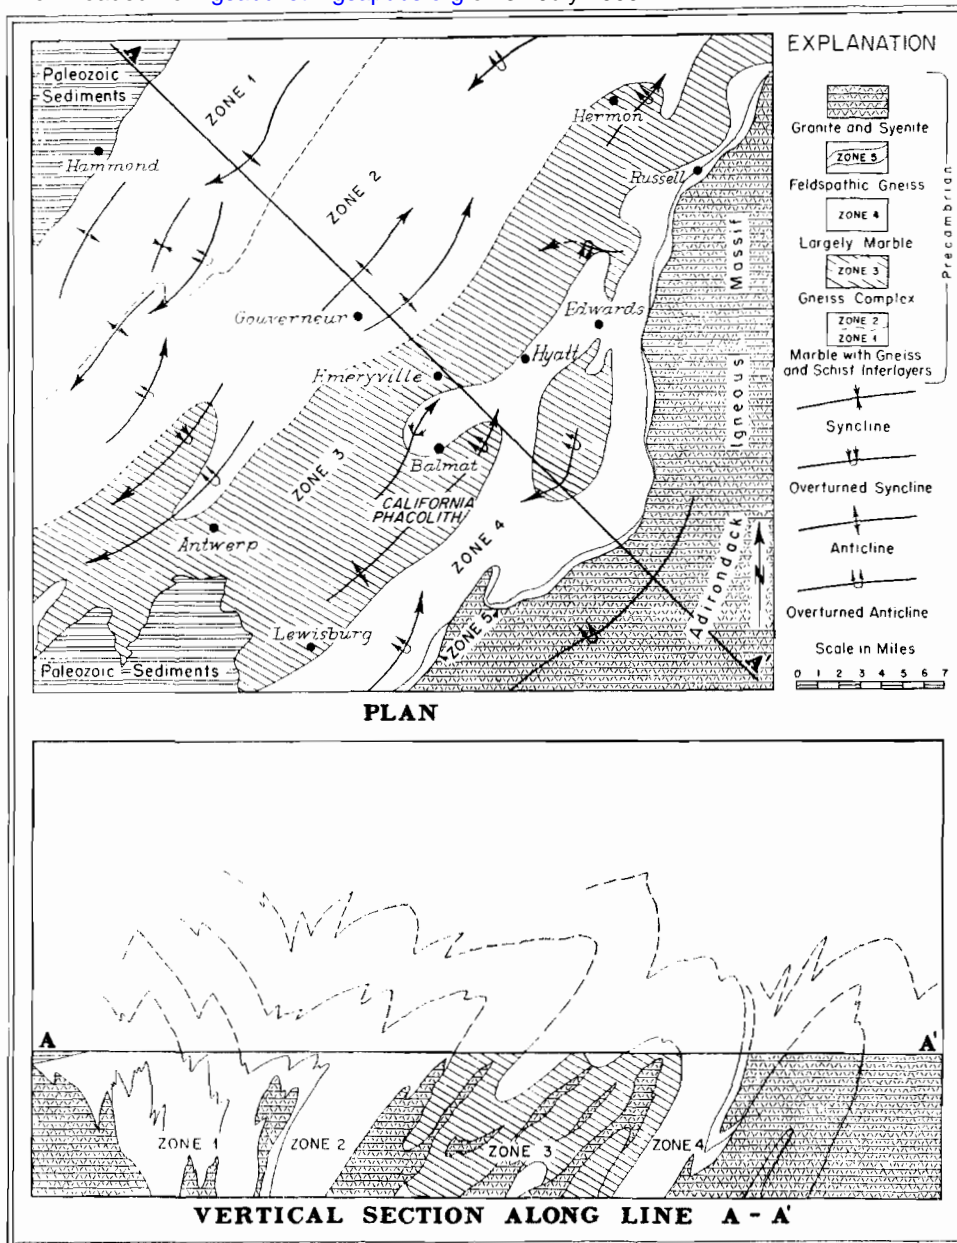 A
Paleozoic
Sediments
ZONE 1
Hammond
ZONE 2
Hermon
Russell
Gouverneur
Edwards
Hyatt
Emeryville
Balmat
CALIFORNIA
PHACOLITH
ZONE 3
Antwerp
ZONE 4
Lewisburg
ZONE 5
Paleozoic Sediments
Adirondack Igneous Massif
N
A'
PLAN
EXPLANATION
Granite and Syenite
ZONE 5
Feldspathic Gneiss
ZONE 4
Largely Marble
ZONE 3
Gneiss Complex
ZONE 2
ZONE 1
Marble with Gneiss
and Schist Interlayers
Precambrian
Syncline
Overturned Syncline
Anticline
Overturned Anticline
Scale in Miles
0 1 2 3 4 5 6 7
A
A'
ZONE 1
ZONE 2
ZONE 3
ZONE 4
VERTICAL SECTION ALONG LINE A - A'